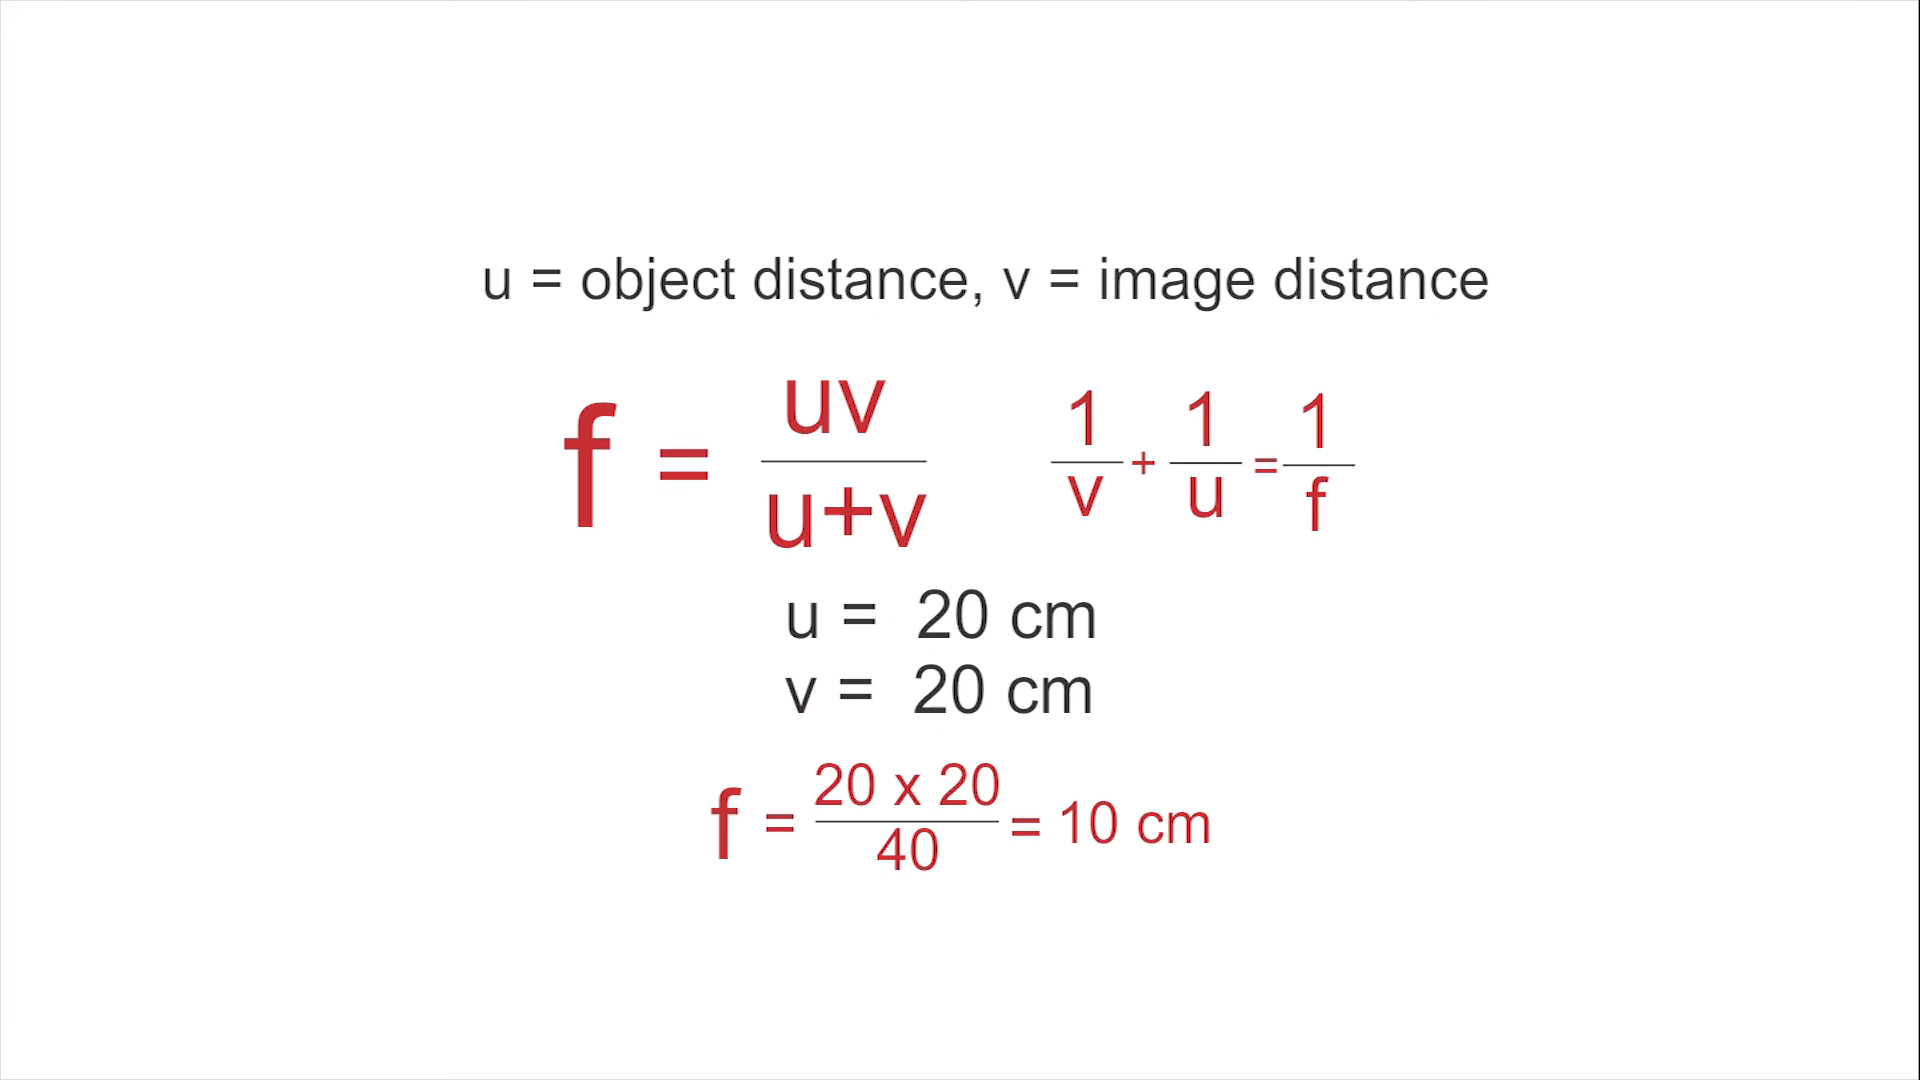 u = object distance, v = image distance
f = uv / u+v    1/v + 1/u = 1/f
u = 20 cm
v = 20 cm
f = 20 x 20 / 40 = 10 cm